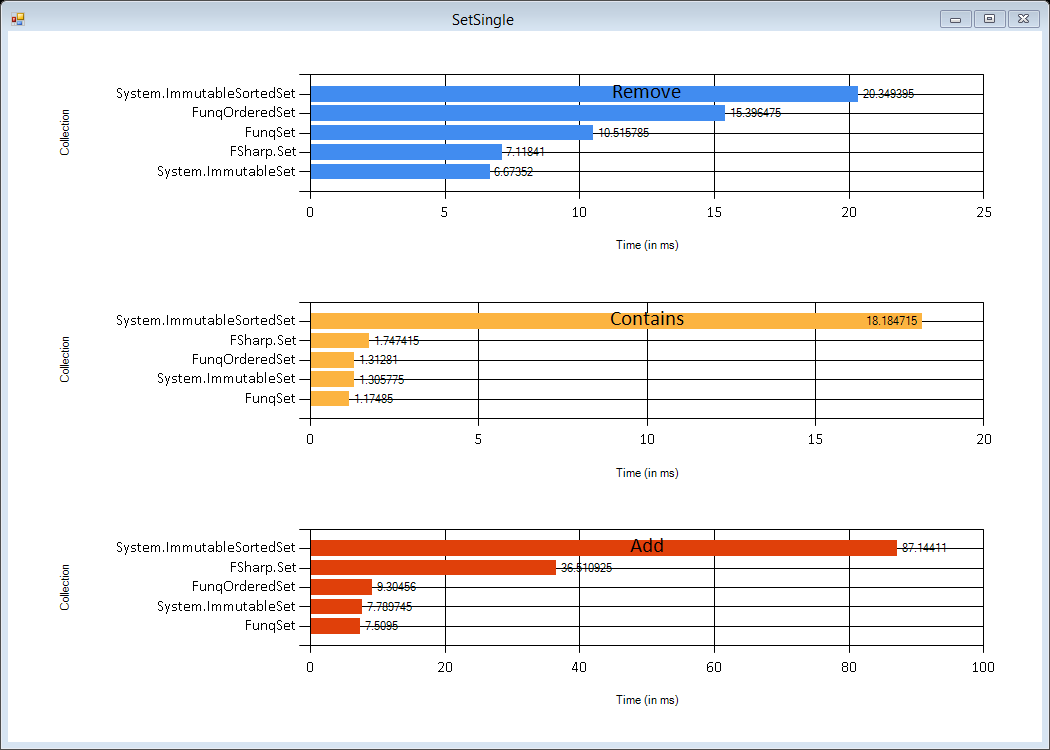 SetSingle
Remove
Collection
System.ImmutableSortedSet 20.349395
FunqOrderedSet 15.396475
FunqSet 10.515785
FSharp.Set 7.11841
System.ImmutableSet 6.67352
0 5 10 15 20 25
Time (in ms)
Contains
Collection
System.ImmutableSortedSet 18.184715
FSharp.Set 1.747415
FunqOrderedSet 1.31281
System.ImmutableSet 1.305775
FunqSet 1.17485
0 5 10 15 20
Time (in ms)
Add
Collection
System.ImmutableSortedSet 87.14411
FSharp.Set 36.510925
FunqOrderedSet 9.30456
System.ImmutableSet 7.789745
FunqSet 7.5095
0 20 40 60 80 100
Time (in ms)